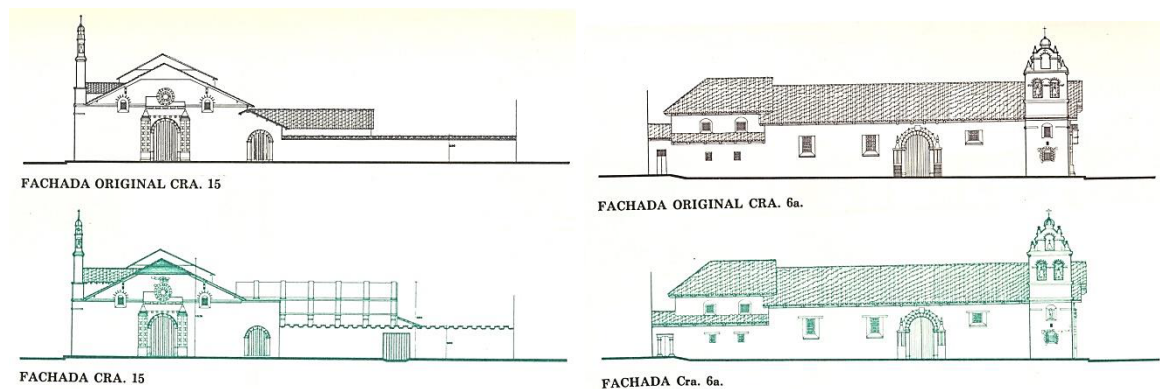 FACHADA ORIGINAL CRA. 15
FACHADA ORIGINAL CRA. 6a.
FACHADA CRA. 15
FACHADA Cra. 6a.